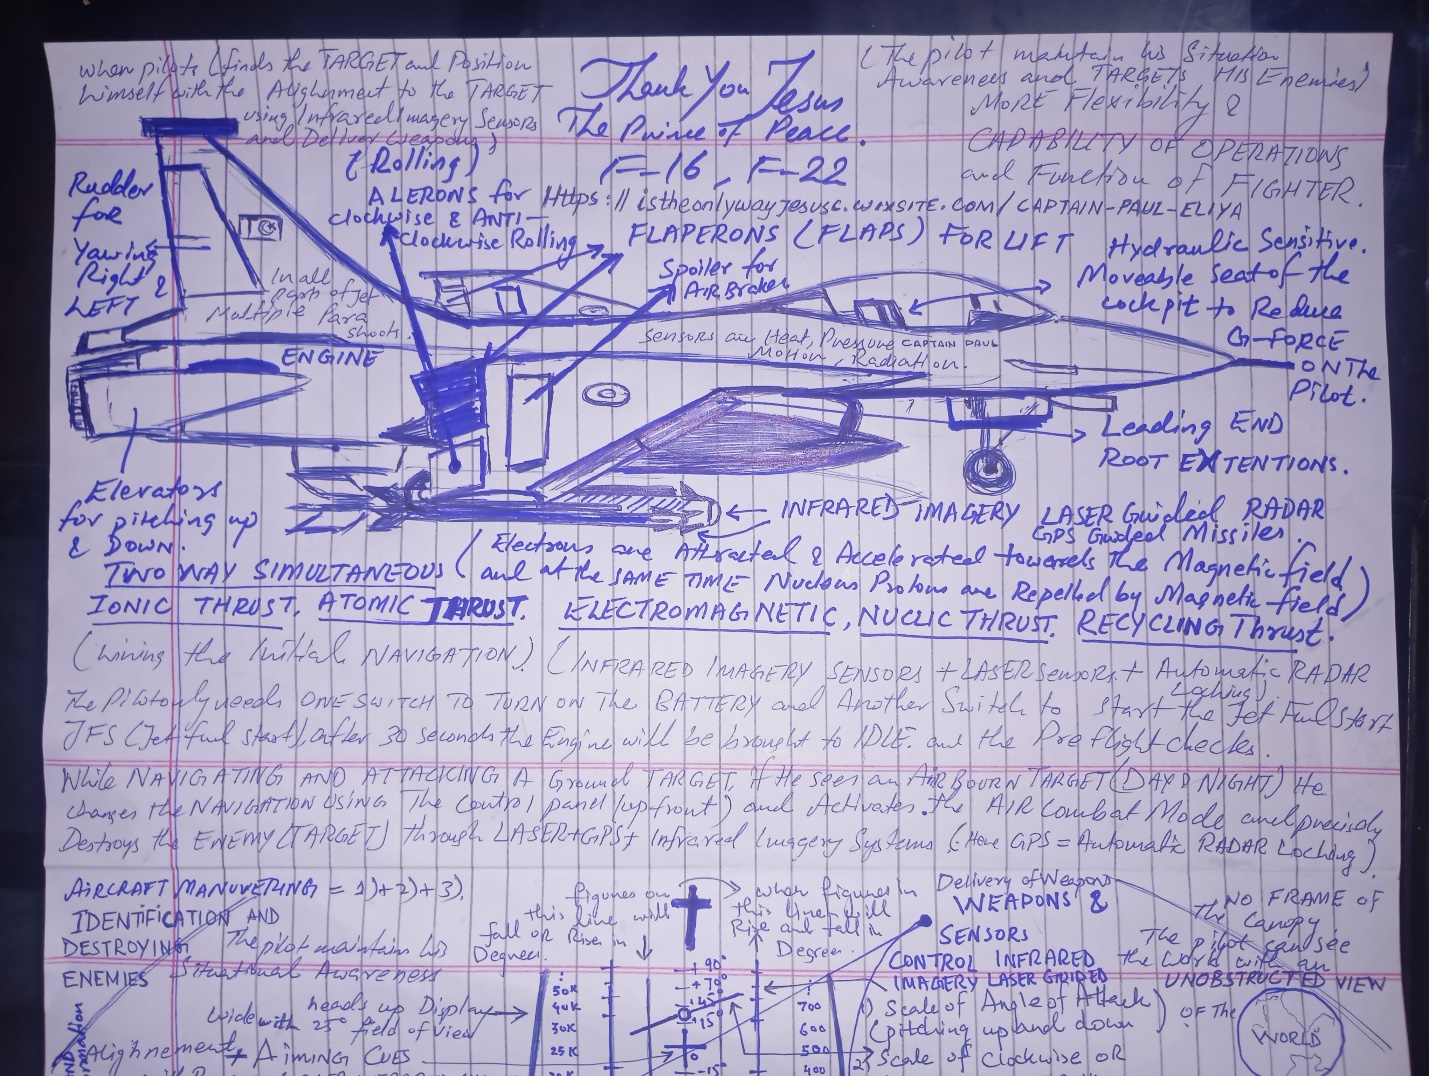 when pilots (finds the TARGET and Position
himself with the Alighnment to the TARGET
using Infrared Imagery Sensors
and Deliver Weapons)
Thank You Jesus
The Prince of Peace.
(The pilot maintain his Situation
Awareness and TARGETs HIS Enemies)
MORE Flexibility &
CAPABILITY OF OPERATIONS
and Function of FIGHTER.
F-16, F-22
Https://istheonlywayjesusc.wixsite.com/CAPTAIN-PAUL-ELIYA
(Rolling)
ALERONS for
clockwise & ANTI-
clockwise Rolling
FLAPERONS (FLAPS) FOR LIFT
Spoiler for
AIR Brakes
Rudder
for
Yawing
Right &
LEFT
In all
part of Jet
Multiple Para
shoots.
Hydraulic Sensitive.
Moveable seat of the
cockpit to Reduce
G-FORCE
ON The
Pilot.
ENGINE
Sensors are Heat, Pressure
Motion, Radiation.
CAPTAIN PAUL
Leading END
ROOT EXTENTIONS.
Elevators
for pitching up
& DOWN.
INFRARED IMAGERY LASER Guided RADAR
GPS Guided Missiles.
(Electrons are Attracted & Accelerated towards the Magnetic field
and at the SAME TIME Nucleus Protons are Repelled by Magnetic field)
TWO WAY SIMULTANEOUS
IONIC THRUST, ATOMIC THRUST. ELECTROMAGNETIC, NUCLIC THRUST. RECYCLING Thrust.
the Initial NAVIGATION.) (INFRARED IMAGERY SENSORS + LASER sensors + Automatic RADAR
Locking)
The Pilot only needs ONE SWITCH TO TURN ON THE BATTERY and Another Switch to start the Jet Fuel Start
JFS (Jet fuel start), after 30 seconds the Engine will be brought to IDLE. and the Preflight checks.
While NAVIGATING AND ATTACKING A Ground TARGET, if He sees an AIRBOURN TARGET (DAY & NIGHT) He
changes the NAVIGATION USING The Control panel (upfront) and Activates the AIR Combat Mode and precisely
Destroys the ENEMY (TARGET) through LASER+GPS+ Infrared Imagery Systems (Here GPS = Automatic RADAR Locking)
AIRCRAFT MANUVERING = 1)+2)+3).
IDENTIFICATION AND
DESTROYING
ENEMIES
The pilot maintain his
Situational Awareness
figures on
this line will
fall or Rise in
Degrees.
when figures in
this line will
Rise and fall in
Degree.
Delivery of Weapons
WEAPONS &
SENSORS
CONTROL INFRARED
IMAGERY LASER GRIDED
1) Scale of Angle of Attack
(pitching up and down)
2) Scale of clockwise OR
NO FRAME OF
The Canopy
The pilot can see
the World with an
UNOBSTRUCTED VIEW
OF The
WORLD
heads up Display
wide with 25° field of view
Alighnement + AIMING CUES
50K
40K
30K
25K
+90°
+70°
+45°
+15°
0
-15°
700
600
500
400